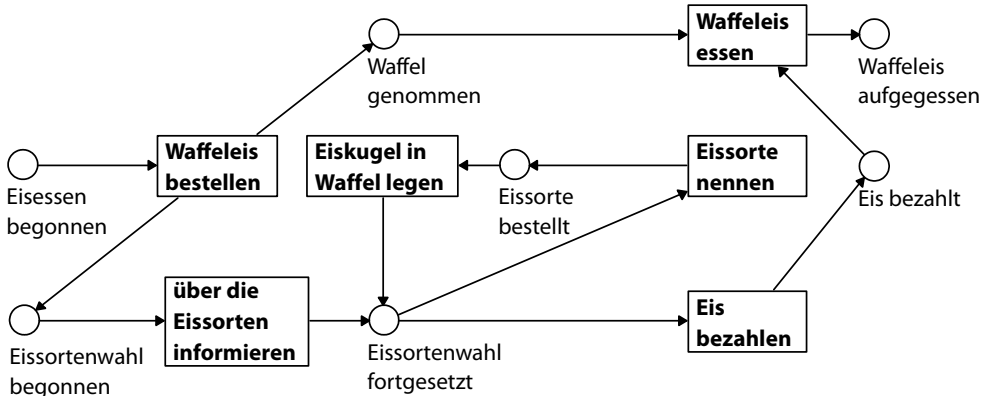 Waffeleis
essen
Waffel
genommen
Waffeleis
aufgegessen
Waffeleis
bestellen
Eiskugel in
Waffel legen
Eissorte
nennen
Eisessen
begonnen
Eissorte
bestellt
Eis bezahlt
über die
Eissorten
informieren
Eis
bezahlen
Eissortenwahl
begonnen
Eissortenwahl
fortgesetzt